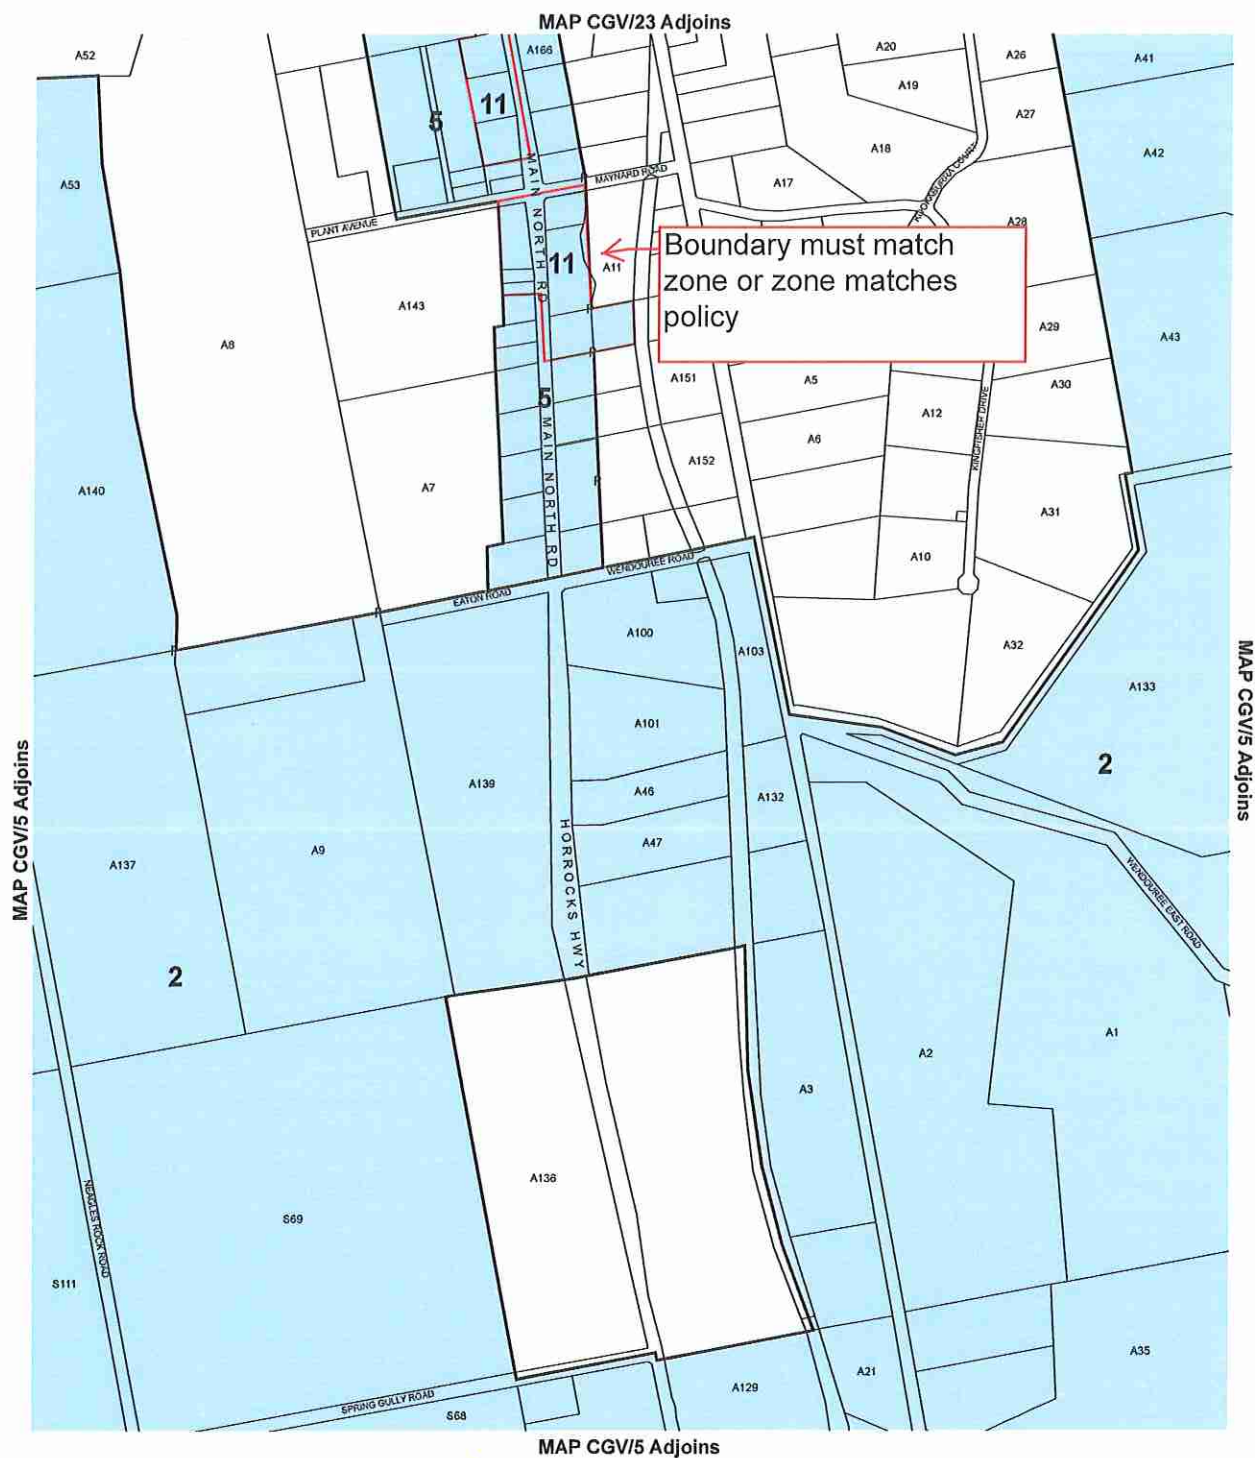 MAP CGV/23 Adjoins
A52
A166
A20
A26
A41
A19
11
5
A27
A42
A18
MAIN NORTH RD
MAYNARD ROAD
KOOKABURRA COURT
A53
A17
PLANT AVENUE
A28
11
A11
Boundary must match
zone or zone matches
policy
A143
A8
A29
A43
A151
A5
A30
5
A12
KINGFISHER DRIVE
MAIN NORTH RD
A6
A152
A140
A7
A31
A10
WENDOUREE ROAD
EATON ROAD
A100
A103
A32
A133
A101
2
MAP CGV/5 Adjoins
MAP CGV/5 Adjoins
A139
A46
A132
A47
HORROCKS HWY
A137
A9
WENDOUREE EAST ROAD
2
A1
A2
A3
A136
NEAGLES ROCK ROAD
S69
S111
A35
A21
A129
SPRING GULLY ROAD
S68
MAP CGV/5 Adjoins